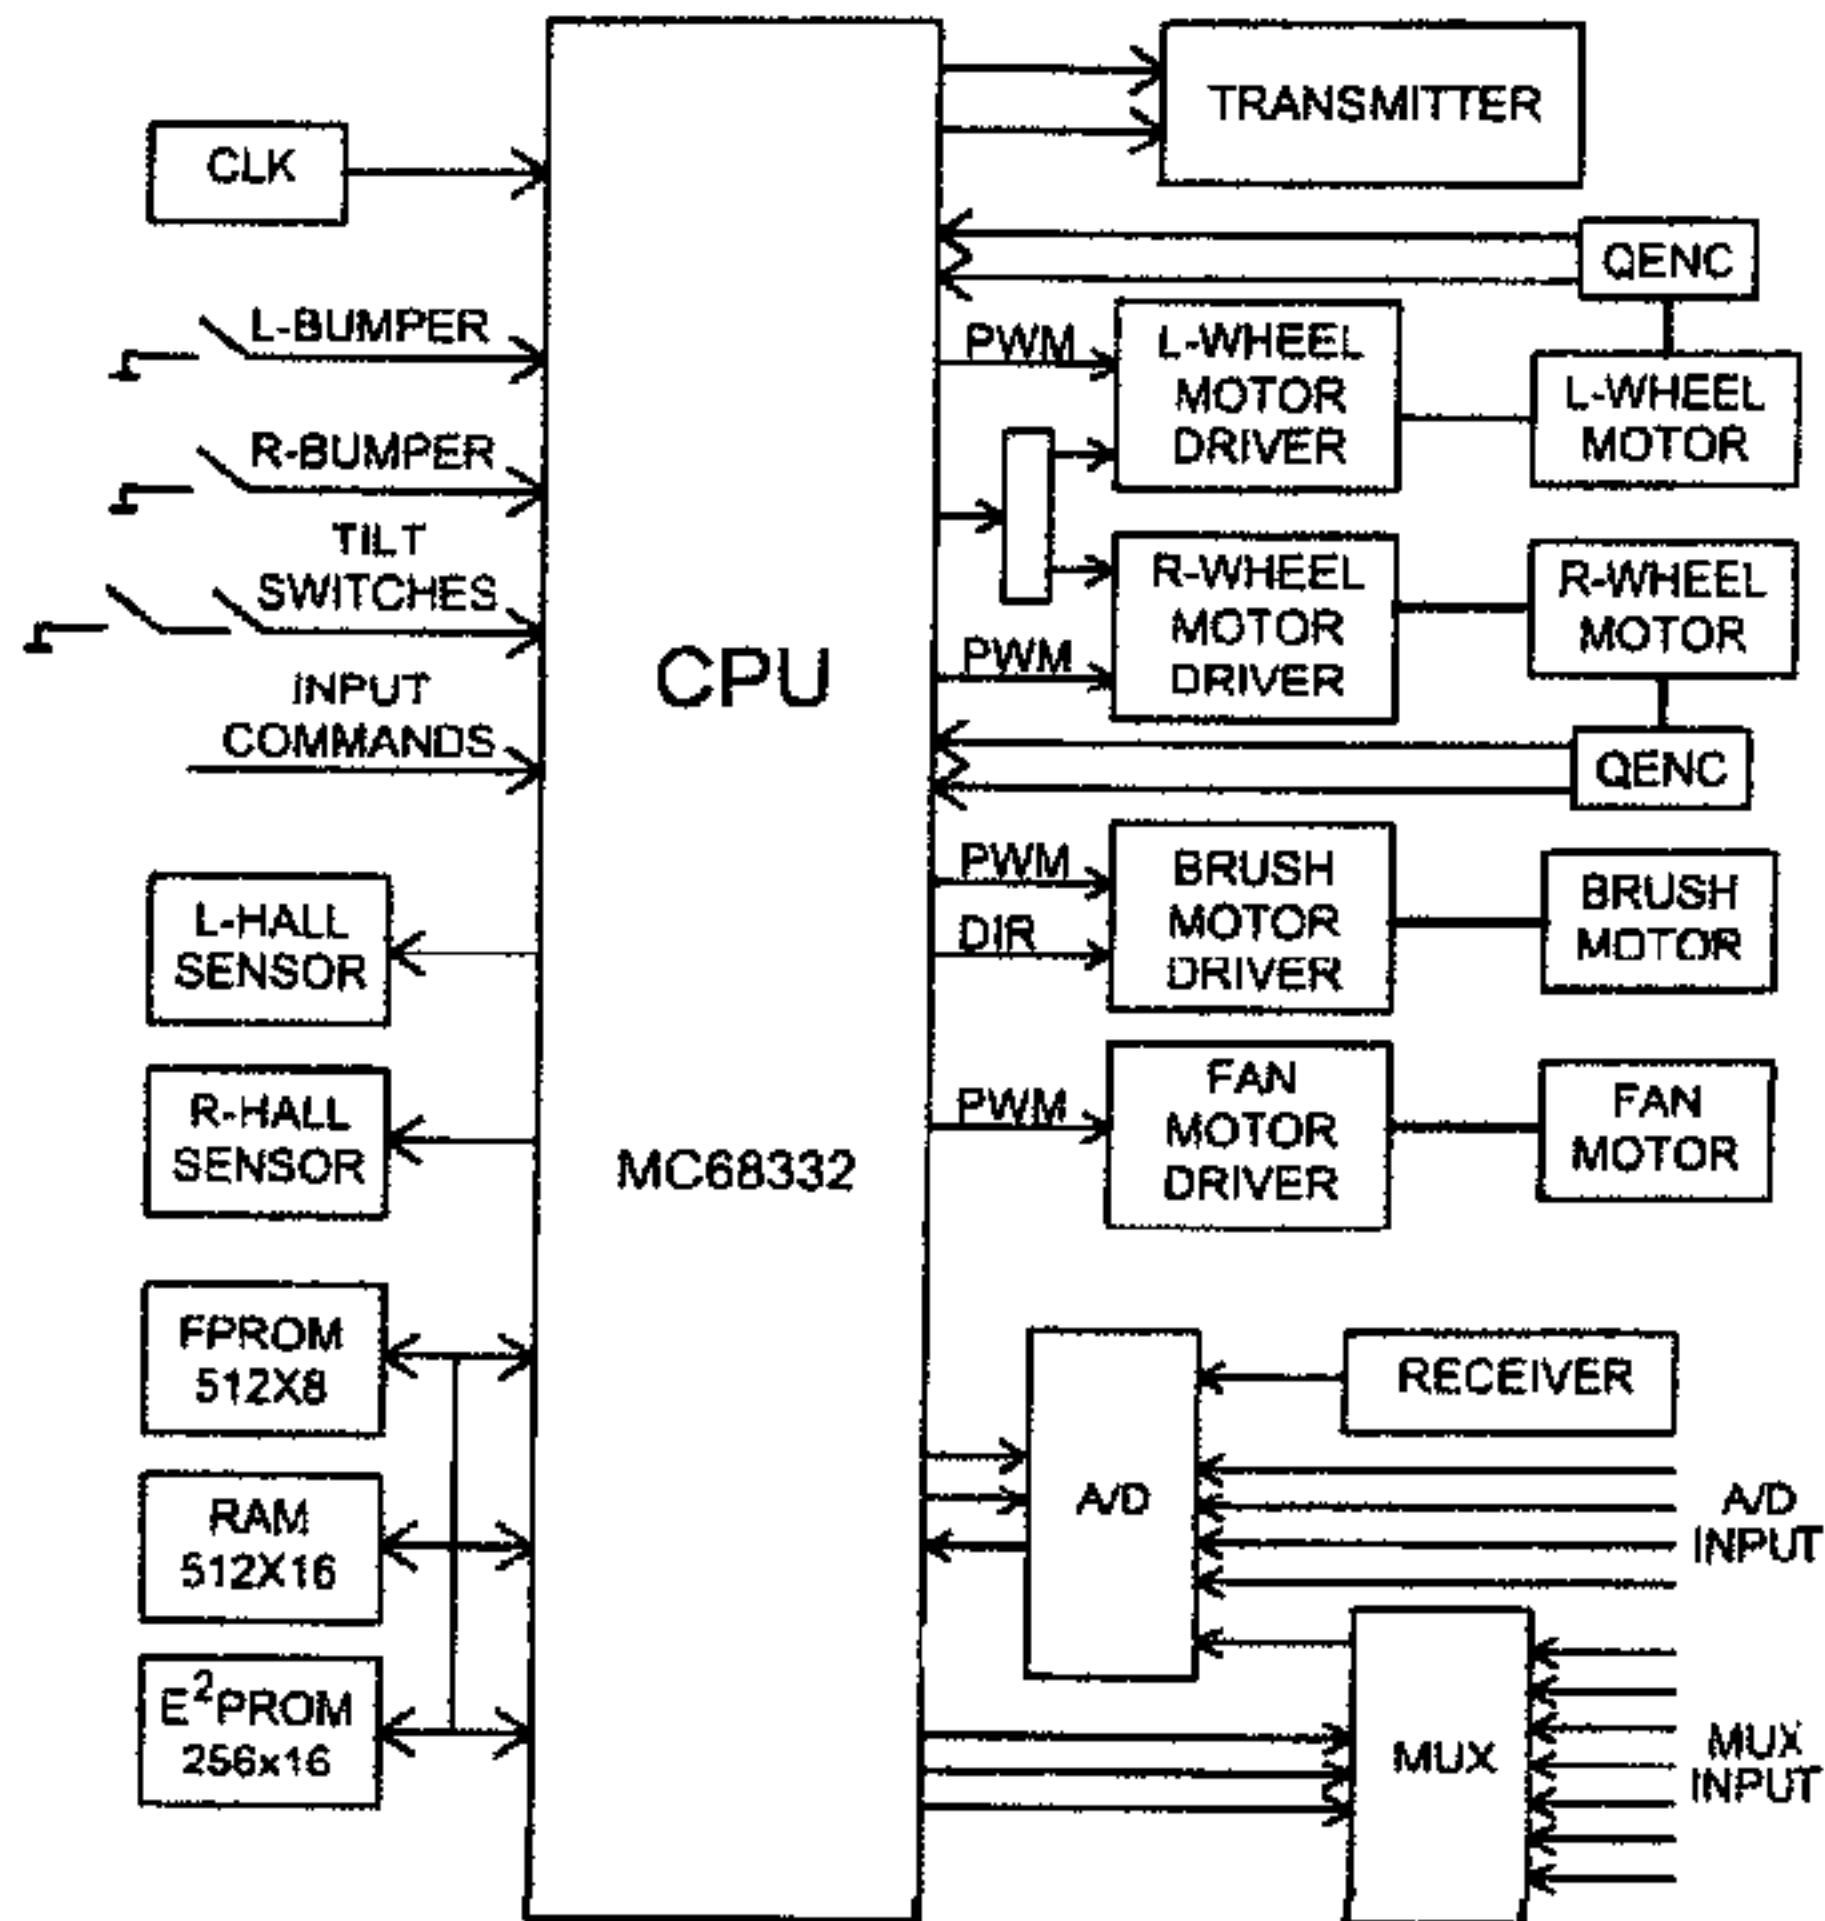 TRANSMITTER
CLK
QENC
L-BUMPER
PWM
L-WHEEL
MOTOR
DRIVER
L-WHEEL
MOTOR
R-BUMPER
TILT
SWITCHES
R-WHEEL
MOTOR
DRIVER
R-WHEEL
MOTOR
CPU
PWM
INPUT
COMMANDS
QENC
PWM
DIR
BRUSH
MOTOR
DRIVER
BRUSH
MOTOR
L-HALL
SENSOR
R-HALL
SENSOR
MC68332
PWM
FAN
MOTOR
DRIVER
FAN
MOTOR
FPROM
512X8
RECEIVER
RAM
512X16
A/D
A/D
INPUT
E²PROM
256x16
MUX
MUX
INPUT